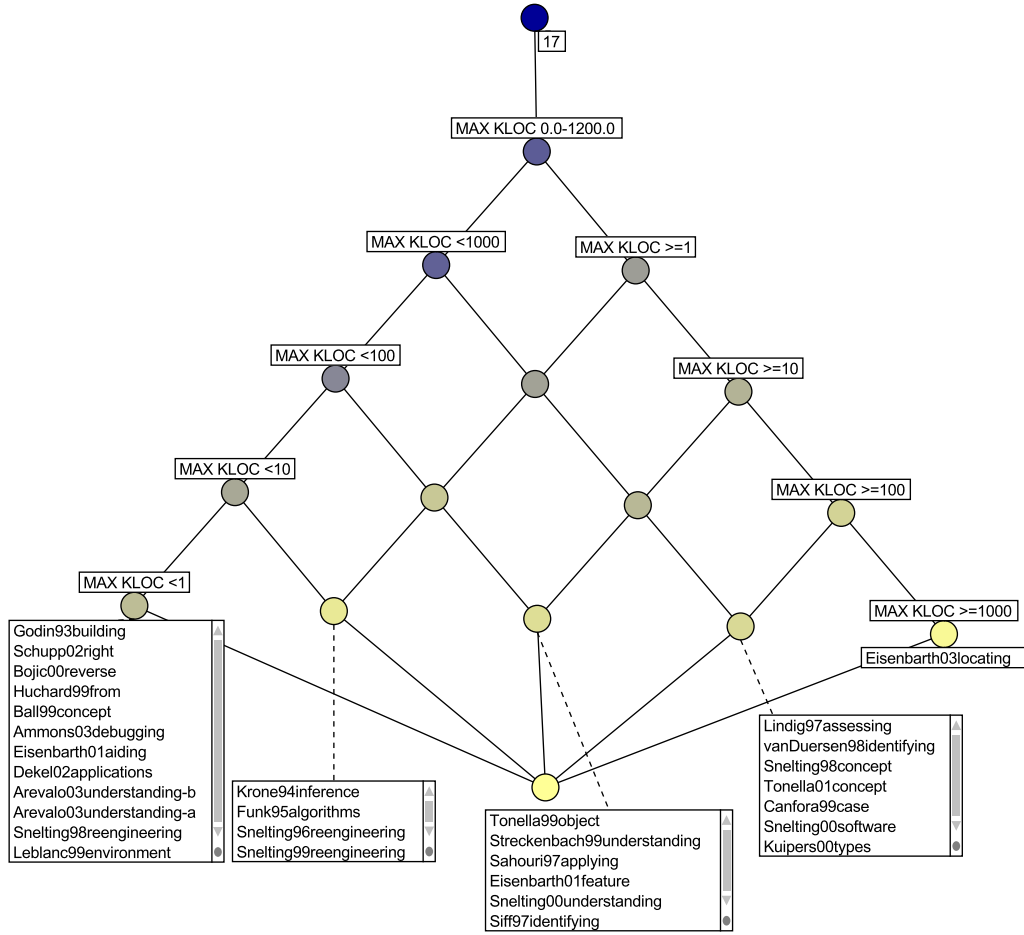 17
MAX KLOC 0.0-1200.0
MAX KLOC <1000
MAX KLOC >=1
MAX KLOC <100
MAX KLOC >=10
MAX KLOC <10
MAX KLOC >=100
MAX KLOC <1
MAX KLOC >=1000
Godin93building
Schupp02right
Bojic00reverse
Huchard99from
Ball99concept
Ammons03debugging
Eisenbarth01aiding
Dekel02applications
Arevalo03understanding-b
Arevalo03understanding-a
Snelting98reengineering
Leblanc99environment
Krone94inference
Funk95algorithms
Snelting96reengineering
Snelting99reengineering
Tonella99object
Streckenbach99understanding
Sahouri97applying
Eisenbarth01feature
Snelting00understanding
Siff97identifying
Lindig97assessing
vanDuersen98identifying
Snelting98concept
Tonella01concept
Canfora99case
Snelting00software
Kuipers00types
Eisenbarth03locating